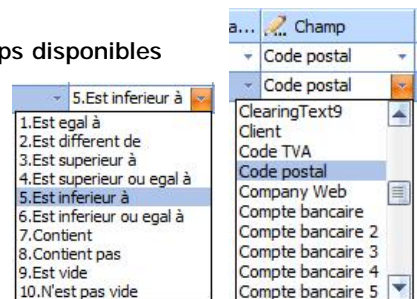 a... Champ
ps disponibles
Code postal
Code postal
5.Est inferieur à
1.Est egal à
2.Est different de
3.Est superieur à
4.Est superieur ou egal à
5.Est inferieur à
6.Est inferieur ou egal à
7.Contient
8.Contient pas
9.Est vide
10.N'est pas vide
ClearingText9
Client
Code TVA
Code postal
Company Web
Compte bancaire
Compte bancaire 2
Compte bancaire 3
Compte bancaire 4
Compte bancaire 5